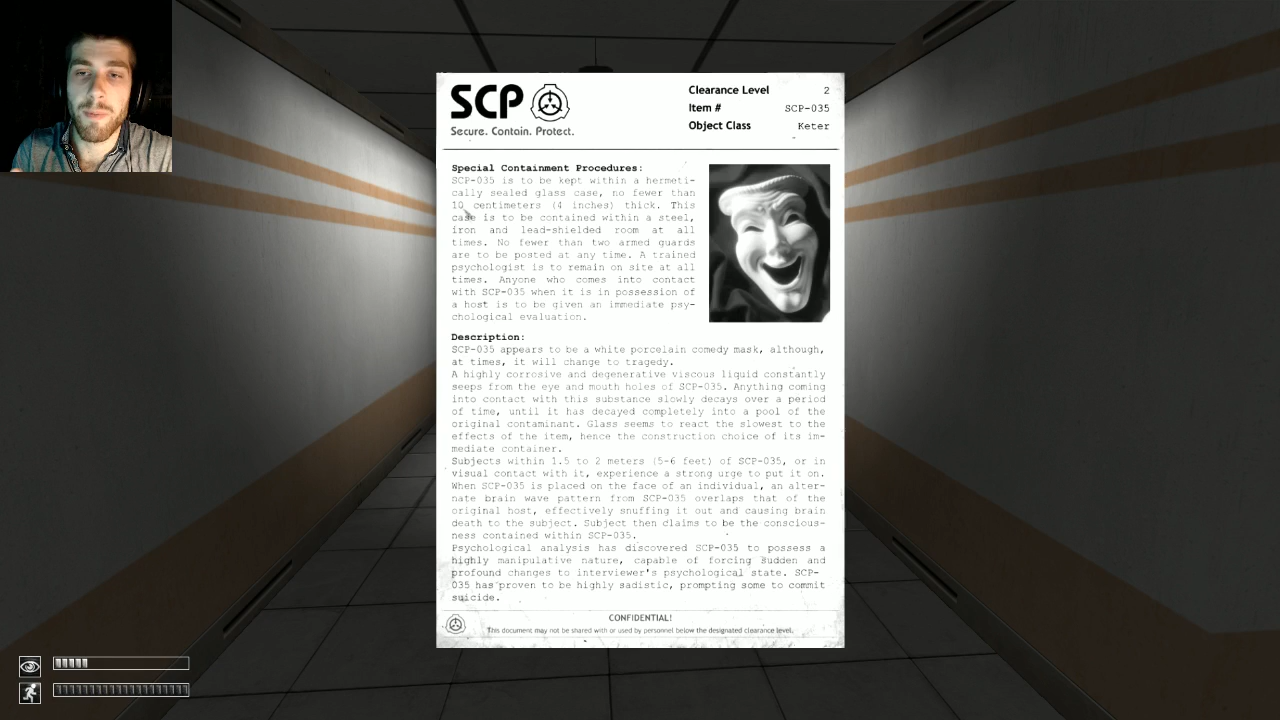 SCP
Secure. Contain. Protect.
Clearance Level 2
Item # SCP-035
Object Class Keter
Special Containment Procedures:
SCP-035 is to be kept within a hermeti-
cally sealed glass case, no fewer than
10 centimeters (4 inches) thick. This
case is to be contained within a steel,
iron and lead-shielded room at all
times. No fewer than two armed guards
are to be posted at any time. A trained
psychologist is to remain on site at all
times. Anyone who comes into contact
with SCP-035 when it is in possession of
a host is to be given an immediate psy-
chological evaluation.
Description:
SCP-035 appears to be a white porcelain comedy mask, although,
at times, it will change to tragedy.
A highly corrosive and degenerative viscous liquid constantly
seeps from the eye and mouth holes of SCP-035. Anything coming
into contact with this substance slowly decays over a period
of time, until it has decayed completely into a pool of the
original contaminant. Glass seems to react the slowest to the
effects of the item, hence the construction choice of its im-
mediate container.
Subjects within 1.5 to 2 meters (5-6 feet) of SCP-035, or in
visual contact with it, experience a strong urge to put it on.
When SCP-035 is placed on the face of an individual, an alter-
nate brain wave pattern from SCP-035 overlaps that of the
original host, effectively snuffing it out and causing brain
death to the subject. Subject then claims to be the conscious-
ness contained within SCP-035.
Psychological analysis has discovered SCP-035 to possess a
highly manipulative nature, capable of forcing sudden and
profound changes to interviewer's psychological state. SCP-
035 has proven to be highly sadistic, prompting some to commit
suicide.
CONFIDENTIAL!
This document may not be shared with or used by personnel below the designated clearance level.